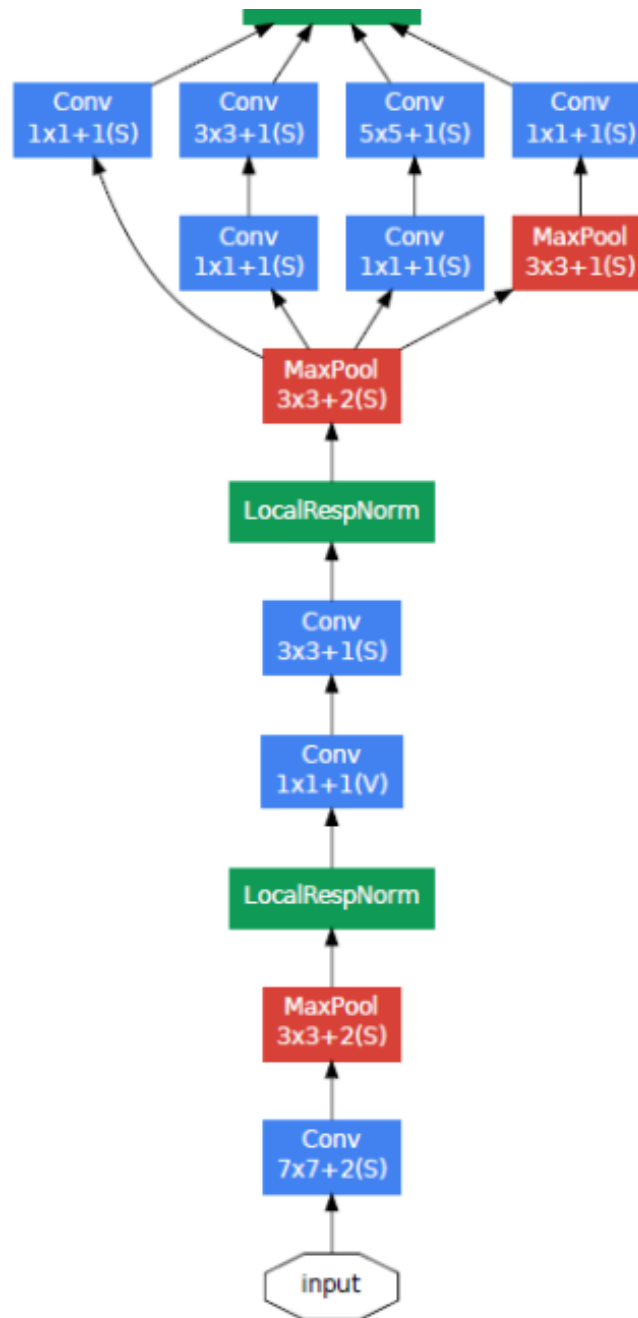 Conv
1x1+1(S)
Conv
3x3+1(S)
Conv
5x5+1(S)
Conv
1x1+1(S)
Conv
1x1+1(S)
Conv
1x1+1(S)
MaxPool
3x3+1(S)
MaxPool
3x3+2(S)
LocalRespNorm
Conv
3x3+1(S)
Conv
1x1+1(V)
LocalRespNorm
MaxPool
3x3+2(S)
Conv
7x7+2(S)
input